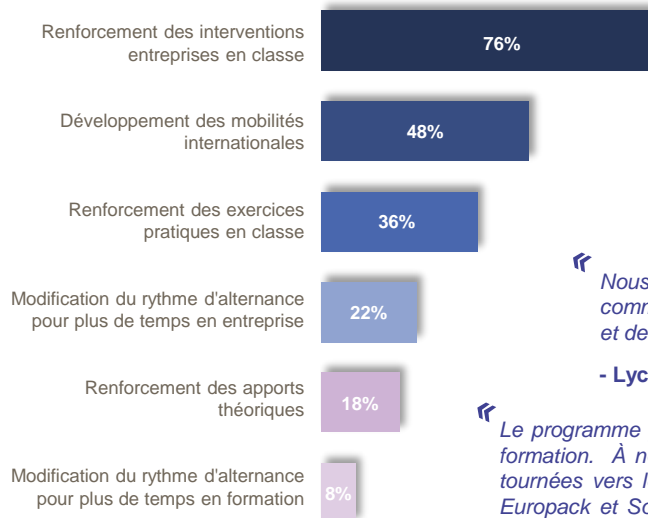 Renforcement des interventions
entreprises en classe
76%
Développement des mobilités
internationales
48%
Renforcement des exercices
pratiques en classe
36%
Modification du rythme d'alternance
pour plus de temps en entreprise
22%
Renforcement des apports
théoriques
18%
Modification du rythme d'alternance
pour plus de temps en formation
8%
«
Nous
et de
«
Le programme
formation. À
tournées vers
Europack et